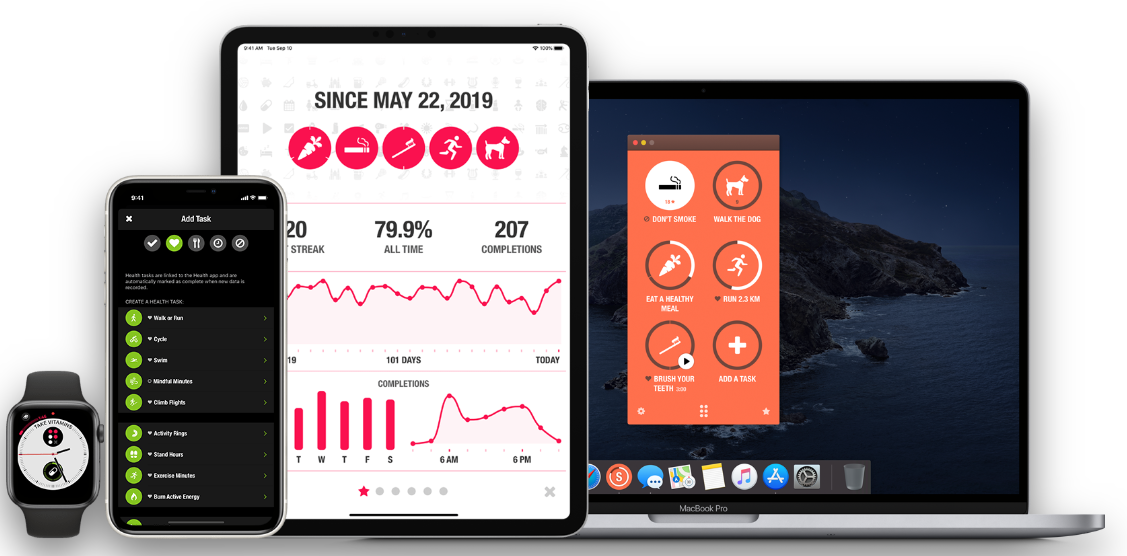 TAKE VITAMINS
9:41
Add Task
Health tasks are linked to the Health app and are
automatically marked as complete when new data is
recorded.
CREATE A HEALTH TASK:
Walk or Run
Cycle
Swim
Mindful Minutes
Climb Flights
Activity Rings
Stand Hours
Exercise Minutes
Burn Active Energy
9:41 AM Tue Sep 10
100%
SINCE MAY 22, 2019
20
79.9%
207
T STREAK
ALL TIME
COMPLETIONS
19
101 DAYS
TODAY
COMPLETIONS
T W T F S
6 AM
6 PM
DON'T SMOKE
WALK THE DOG
0
EAT A HEALTHY
MEAL
RUN 2.3 KM
BRUSH YOUR
TEETH 2:00
ADD A TASK
MacBook Pro